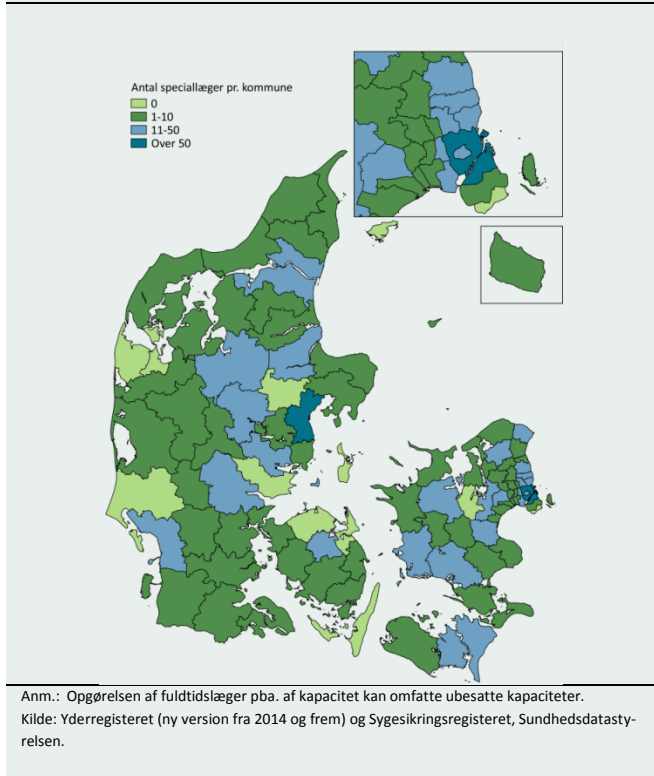 Antal speciallæger pr. kommune
0
1-10
11-50
Over 50
Anm.: Opgørelsen af fuldtidslæger pba. af kapacitet kan omfatte ubesatte kapaciteter.
Kilde: Yderregisteret (ny version fra 2014 og frem) og Sygesikringsregisteret, Sundhedsdatasty-
relsen.